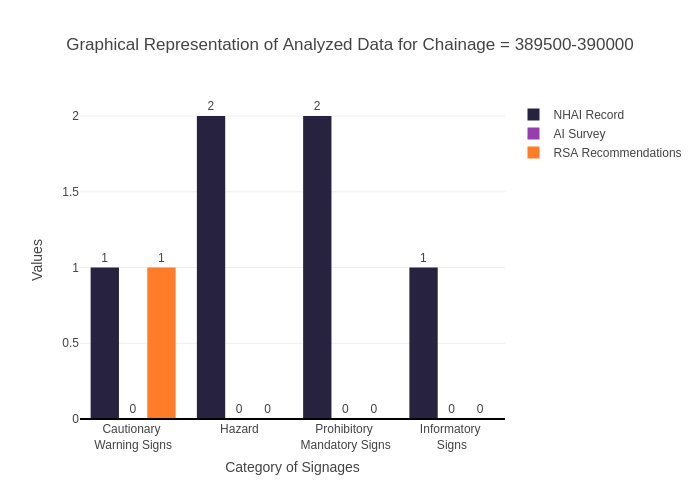 Graphical Representation of Analyzed Data for Chainage = 389500-390000
NHAI Record
AI Survey
RSA Recommendations
Values
2
1.5
1
0.5
0
1
0
1
2
0
0
2
0
0
1
0
0
Cautionary
Warning Signs
Hazard
Prohibitory
Mandatory Signs
Informatory
Signs
Category of Signages